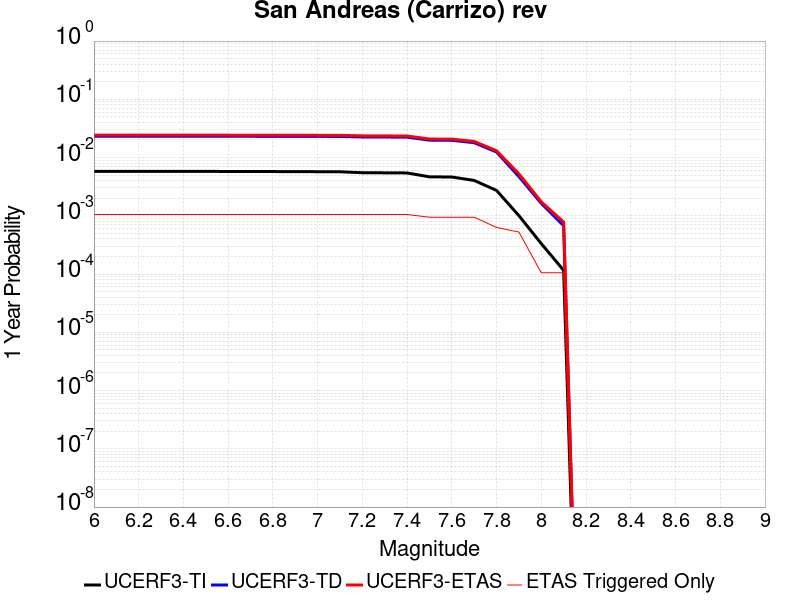 San Andreas (Carrizo) rev
10^0
10^-1
10^-2
10^-3
10^-4
10^-5
10^-6
10^-7
10^-8
1 Year Probability
6 6.2 6.4 6.6 6.8 7 7.2 7.4 7.6 7.8 8 8.2 8.4 8.6 8.8 9
Magnitude
UCERF3-TI UCERF3-TD UCERF3-ETAS ETAS Triggered Only